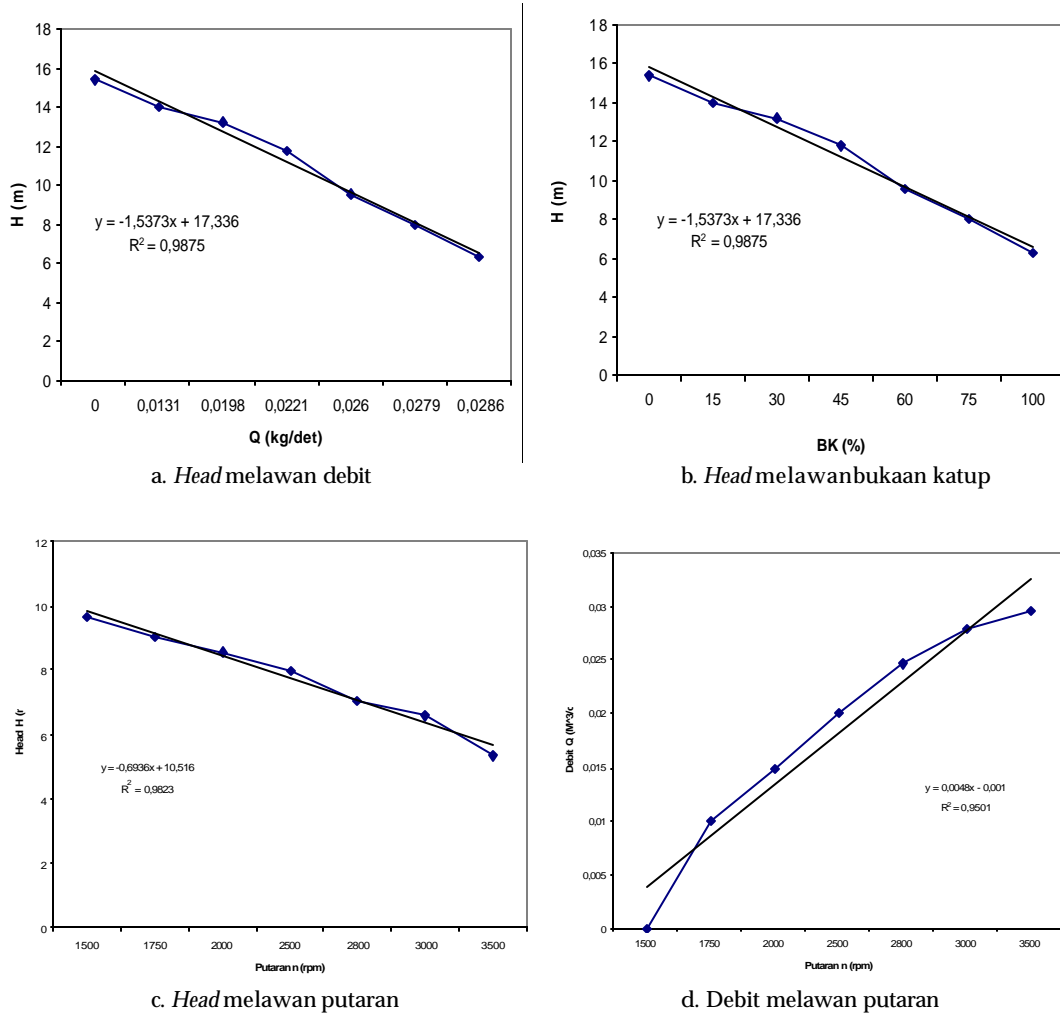 18
16
14
12
10
8
6
4
2
0
H (m)
y = -1,5373x + 17,336
R² = 0,9875
0 0,0131 0,0198 0,0221 0,026 0,0279 0,0286
Q (kg/det)
a. Head melawan debit
18
16
14
12
10
8
6
4
2
0
H (m)
y = -1,5373x + 17,336
R² = 0,9875
0 15 30 45 60 75 100
BK (%)
b. Head melawanbukaan katup
12
10
8
6
4
2
0
Head H (r
y = -0,6936x + 10,516
R² = 0,9823
1500 1750 2000 2500 2800 3000 3500
Putaran n (rpm)
c. Head melawan putaran
0,035
0,03
0,025
0,02
0,015
0,01
0,005
0
Debit Q (M^3/c
y = 0,0048x - 0,001
R² = 0,9501
1500 1750 2000 2500 2800 3000 3500
Putaran n (rpm)
d. Debit melawan putaran